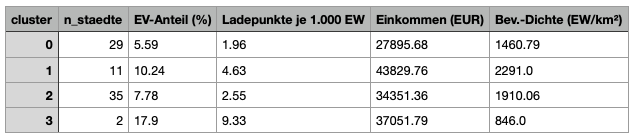 cluster n_staedte EV-Anteil (%) Ladepunkte je 1.000 EW Einkommen (EUR) Bev.-Dichte (EW/km²)
0 29 5.59 1.96 27895.68 1460.79
1 11 10.24 4.63 43829.76 2291.0
2 35 7.78 2.55 34351.36 1910.06
3 2 17.9 9.33 37051.79 846.0